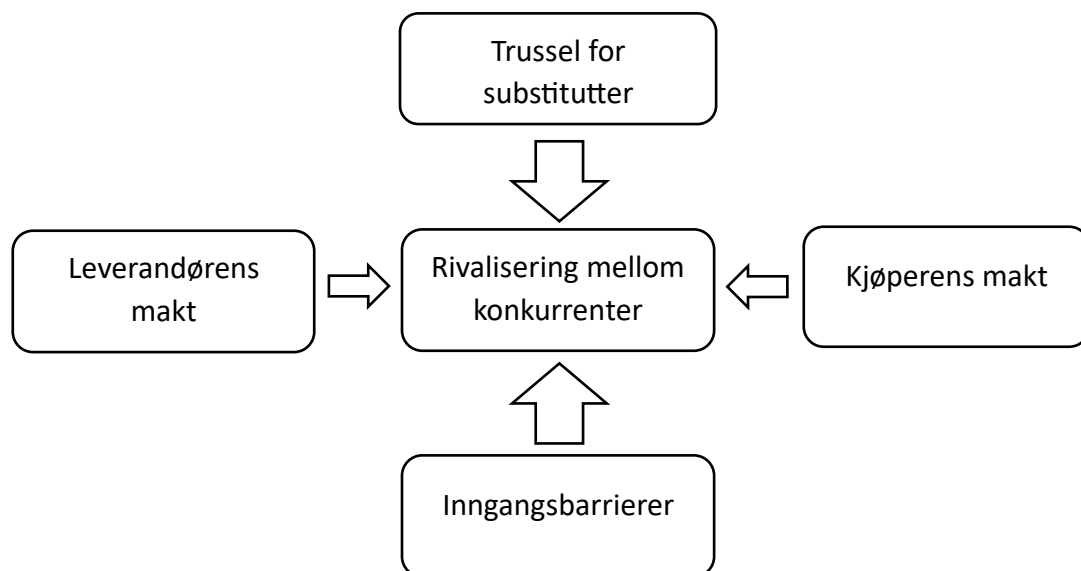 Trussel for
substitutter
Leverandørens
makt
Rivalisering mellom
konkurrenter
Kjøperens makt
Inngangsbarrierer